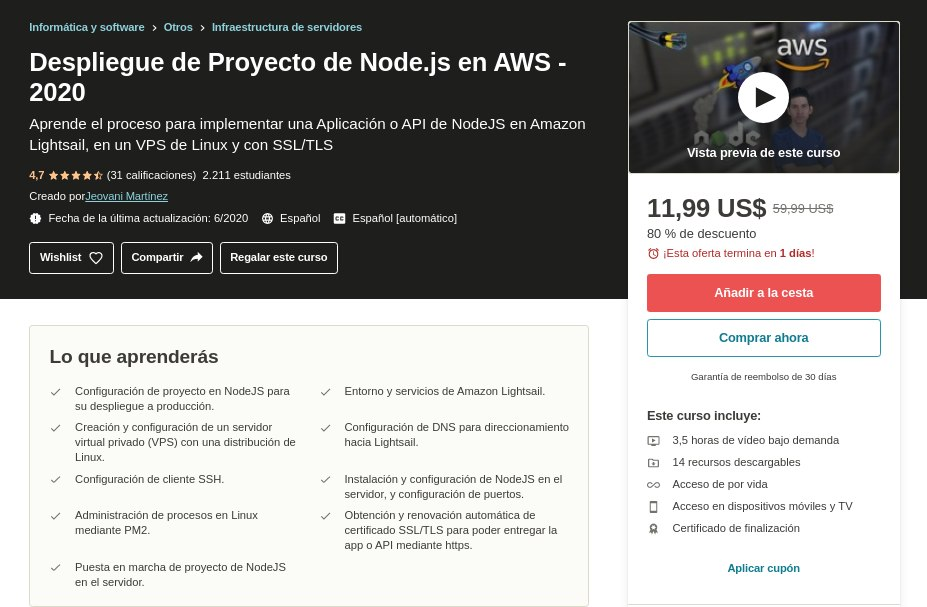 Informática y software > Otros > Infraestructura de servidores
Despliegue de Proyecto de Node.js en AWS -
2020
Aprende el proceso para implementar una Aplicación o API de NodeJS en Amazon
Lightsail, en un VPS de Linux y con SSL/TLS
4,7 (31 calificaciones) 2.211 estudiantes
Creado por Jeovani Martínez
Fecha de la última actualización: 6/2020 Español Español [automático]
Wishlist Compartir Regalar este curso
aws
node
Vista previa de este curso
11,99 US$ 59,99 US$
80 % de descuento
¡Esta oferta termina en 1 días!
Añadir a la cesta
Comprar ahora
Garantía de reembolso de 30 días
Este curso incluye:
3,5 horas de vídeo bajo demanda
14 recursos descargables
Acceso de por vida
Acceso en dispositivos móviles y TV
Certificado de finalización
Aplicar cupón
Lo que aprenderás
Configuración de proyecto en NodeJS para
su despliegue a producción.
Entorno y servicios de Amazon Lightsail.
Creación y configuración de un servidor
virtual privado (VPS) con una distribución de
Linux.
Configuración de DNS para direccionamiento
hacia Lightsail.
Configuración de cliente SSH.
Instalación y configuración de NodeJS en el
servidor, y configuración de puertos.
Administración de procesos en Linux
mediante PM2.
Obtención y renovación automática de
certificado SSL/TLS para poder entregar la
app o API mediante https.
Puesta en marcha de proyecto de NodeJS
en el servidor.